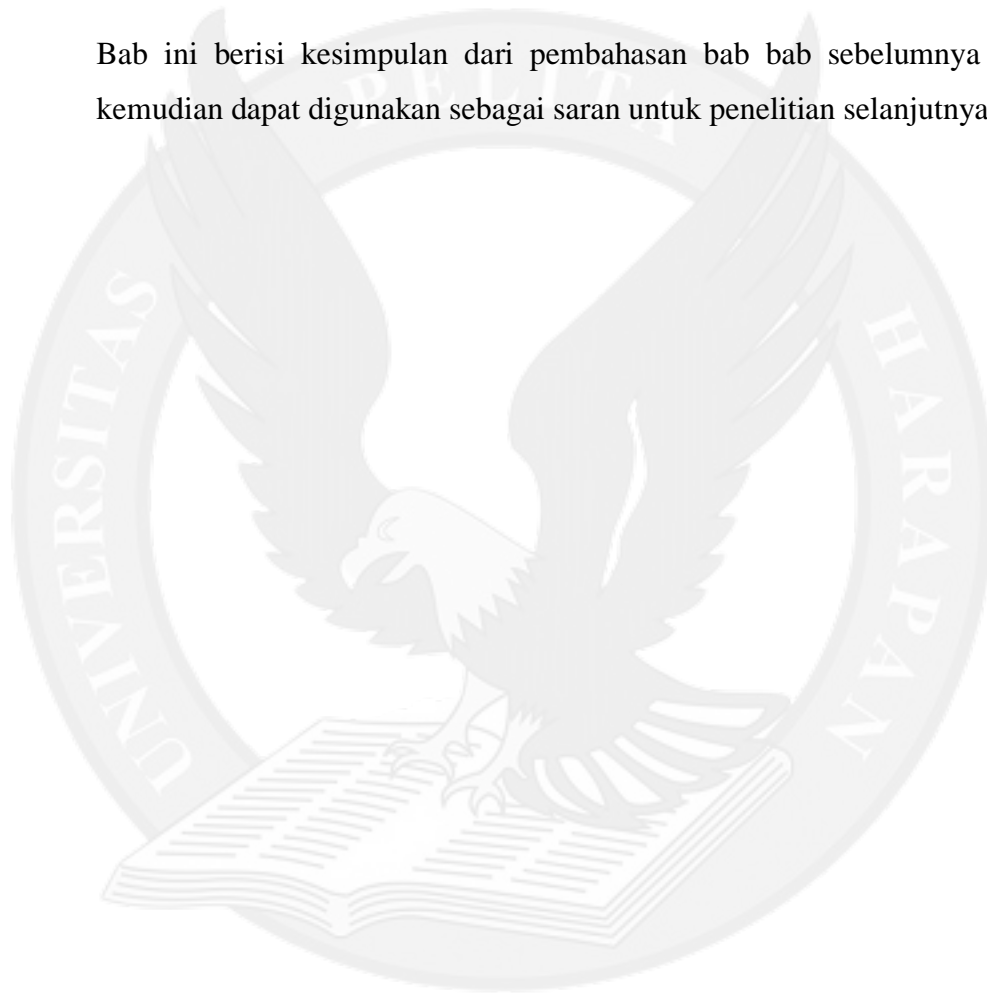 Bab ini berisi kesimpulan dari pembahasan bab bab sebelumnya
kemudian dapat digunakan sebagai saran untuk penelitian selanjutnya
PELITA
UNIVERSITAS
HARAPAN